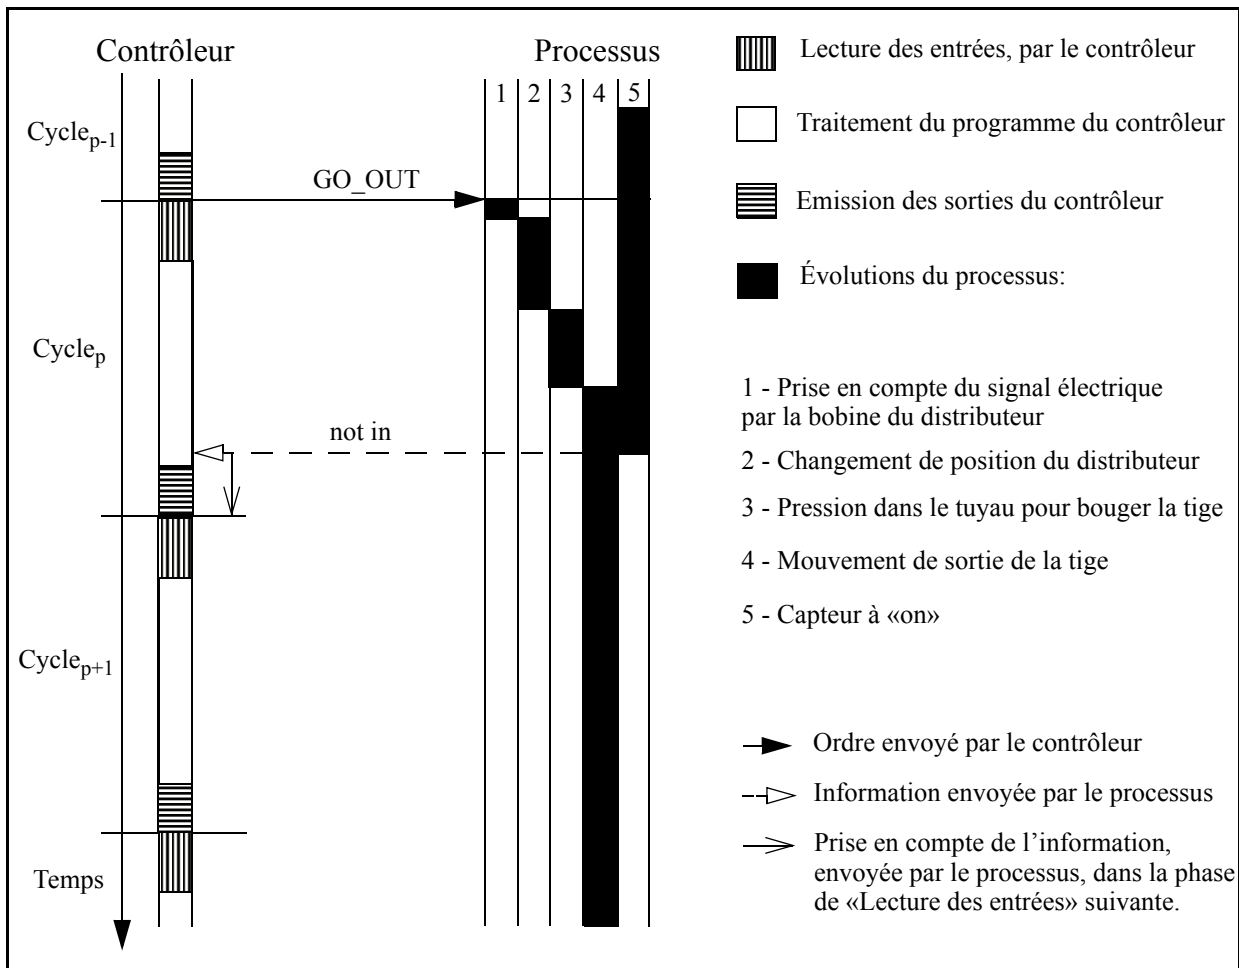 Contrôleur
Processus
1 2 3 4 5
Cycle_p-1
GO_OUT
Cycle_p
not in
Cycle_p+1
Temps
Lecture des entrées, par le contrôleur
Traitement du programme du contrôleur
Emission des sorties du contrôleur
Évolutions du processus:
1 - Prise en compte du signal électrique
par la bobine du distributeur
2 - Changement de position du distributeur
3 - Pression dans le tuyau pour bouger la tige
4 - Mouvement de sortie de la tige
5 - Capteur à «on»
Ordre envoyé par le contrôleur
Information envoyée par le processus
Prise en compte de l’information,
envoyée par le processus, dans la phase
de «Lecture des entrées» suivante.